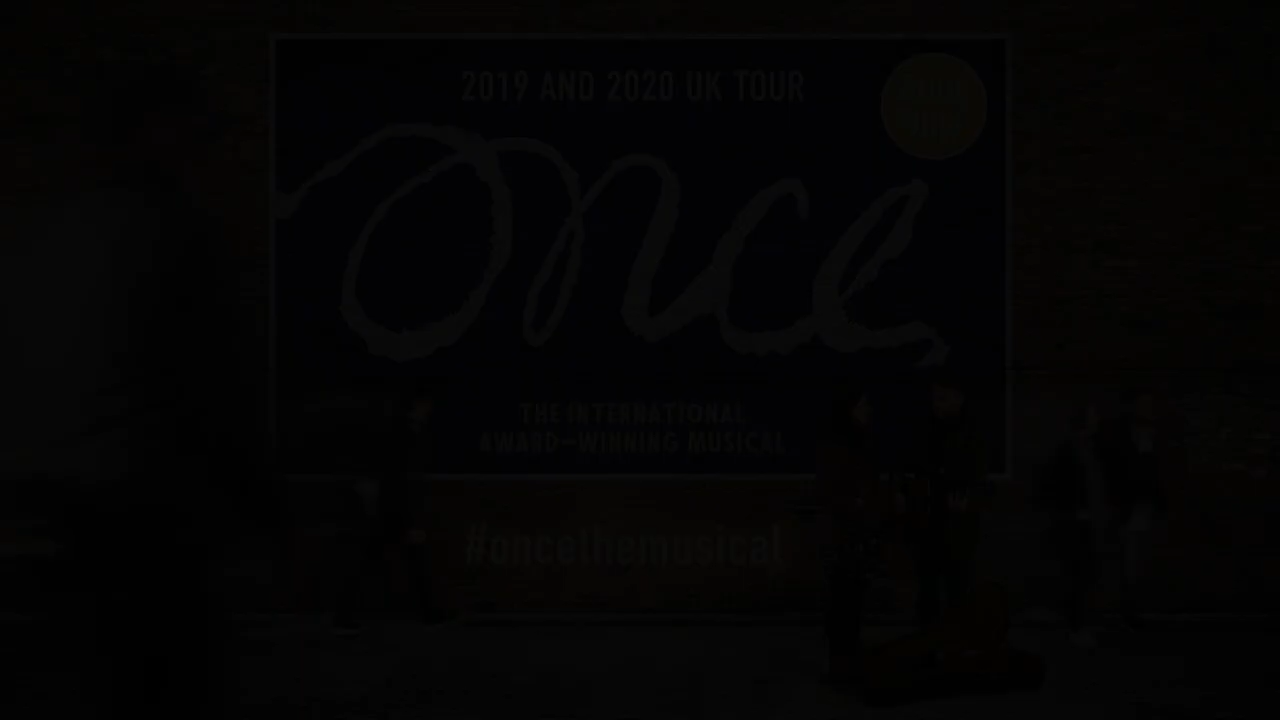 2019 AND 2020 UK TOUR
once
THE INTERNATIONAL
AWARD-WINNING MUSICAL
#oncethemusical